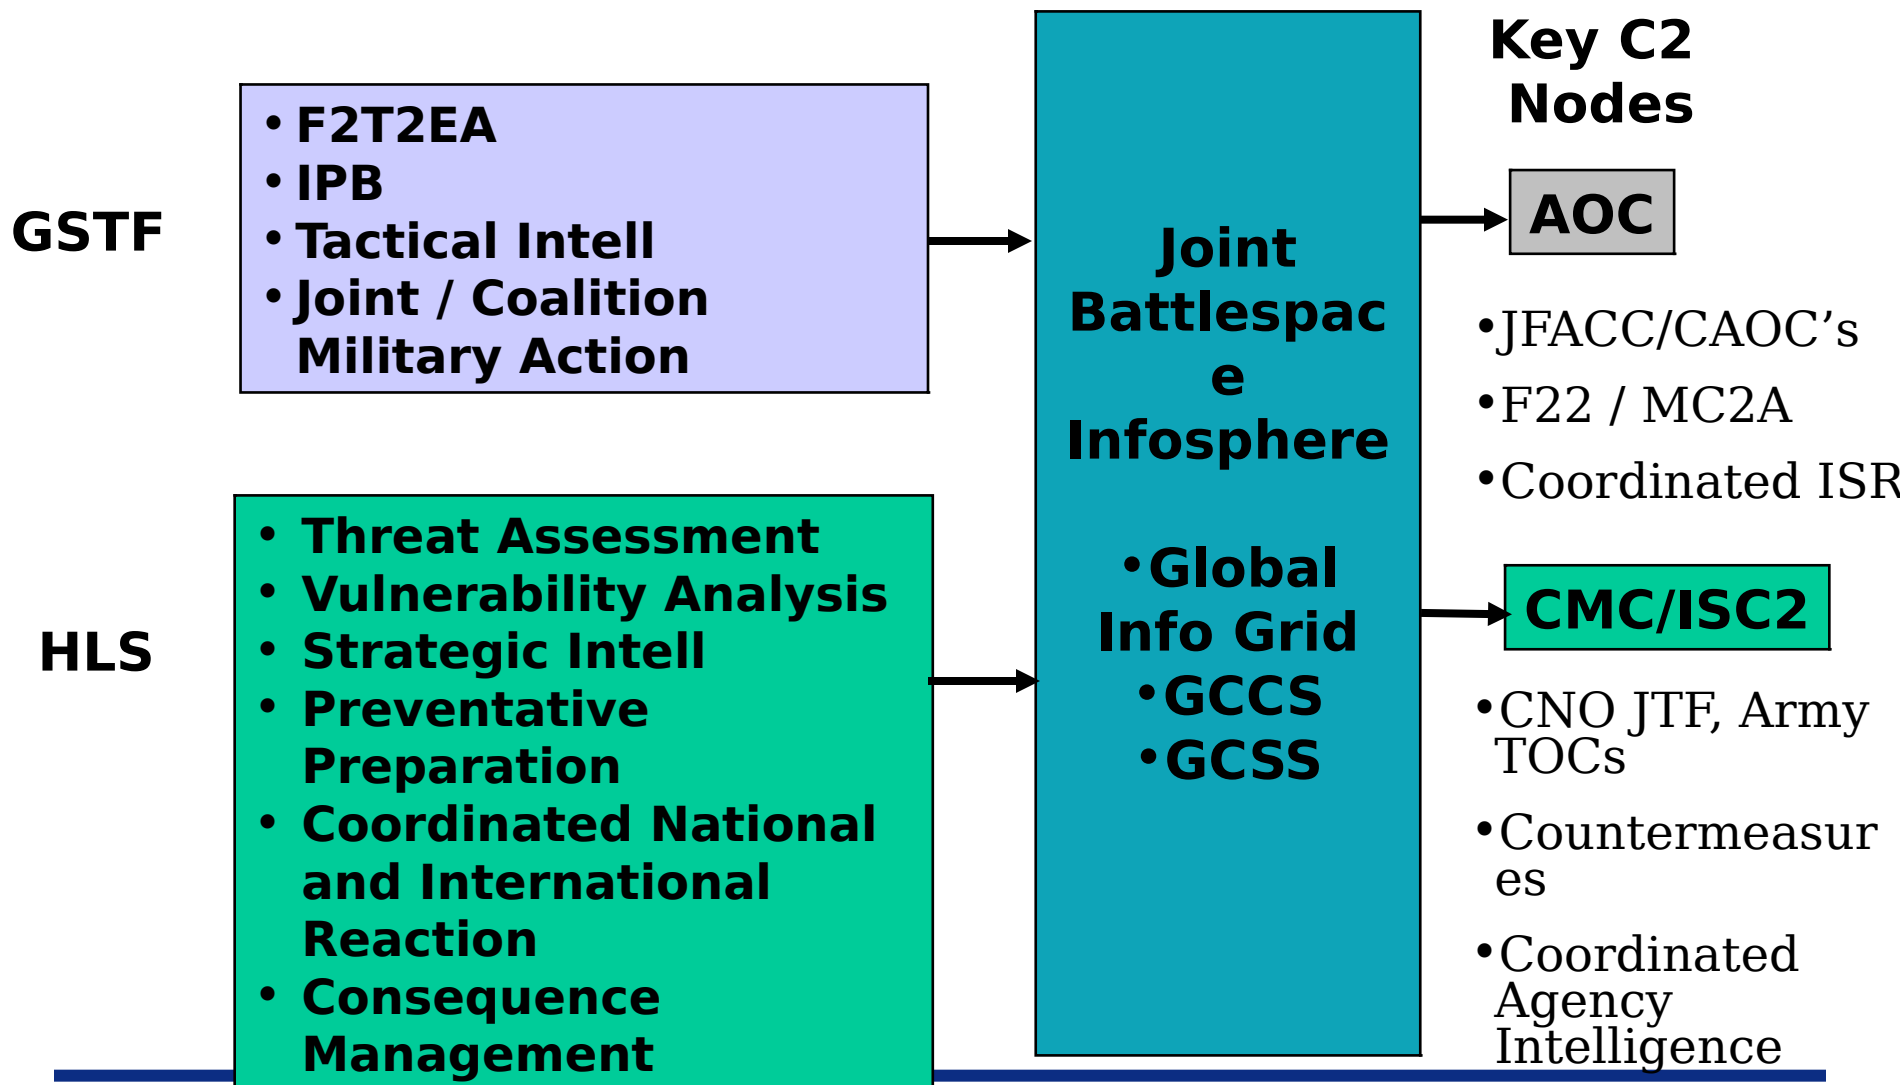 GSTF
• F2T2EA
• IPB
• Tactical Intell
• Joint / Coalition
Military Action
HLS
• Threat Assessment
• Vulnerability Analysis
• Strategic Intell
• Preventative
Preparation
• Coordinated National
and International
Reaction
• Consequence
Management
Joint
Battlespac
e
Infosphere
•Global
Info Grid
•GCCS
•GCSS
Key C2
Nodes
AOC
•JFACC/CAOC’s
•F22 / MC2A
•Coordinated ISR
CMC/ISC2
•CNO JTF, Army
TOCs
•Countermeasur
es
•Coordinated
Agency
Intelligence